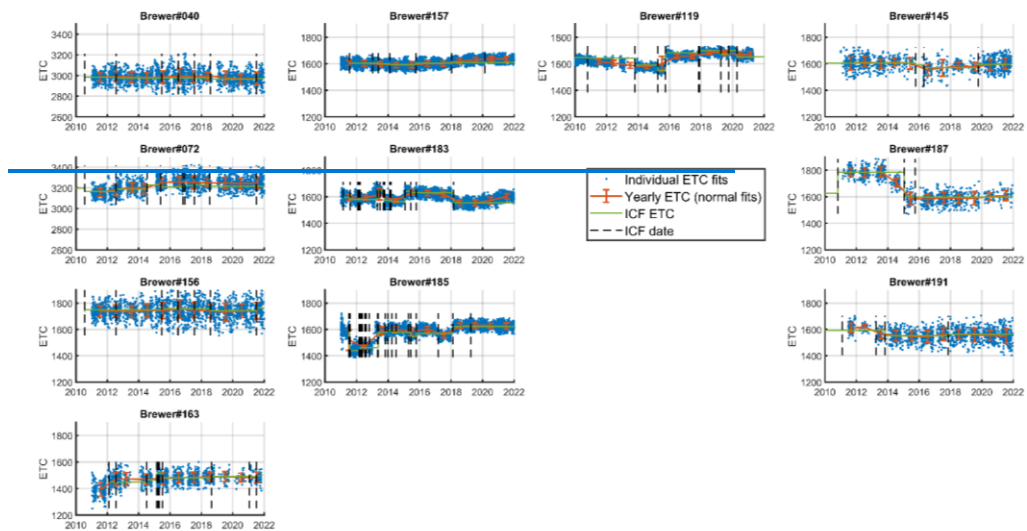 Brewer#040
Brewer#157
Brewer#119
Brewer#145
3400
3200
3000
2800
2600
ETC
2010 2012 2014 2016 2018 2020 2022
1800
1600
1400
1200
ETC
2010 2012 2014 2016 2018 2020 2022
1800
1600
1400
1200
ETC
2010 2012 2014 2016 2018 2020 2022
1800
1600
1400
1200
ETC
2010 2012 2014 2016 2018 2020 2022
Brewer#072
Brewer#183
Brewer#187
3400
3200
3000
2800
2600
ETC
2010 2012 2014 2016 2018 2020 2022
1800
1600
1400
1200
ETC
2010 2012 2014 2016 2018 2020 2022
Individual ETC fits
Yearly ETC (normal fits)
ICF ETC
ICF date
1800
1600
1400
1200
ETC
2010 2012 2014 2016 2018 2020 2022
Brewer#156
Brewer#185
Brewer#191
1800
1600
1400
1200
ETC
2010 2012 2014 2016 2018 2020 2022
1800
1600
1400
1200
ETC
2010 2012 2014 2016 2018 2020 2022
1800
1600
1400
1200
ETC
2010 2012 2014 2016 2018 2020 2022
Brewer#163
1800
1600
1400
1200
ETC
2010 2012 2014 2016 2018 2020 2022